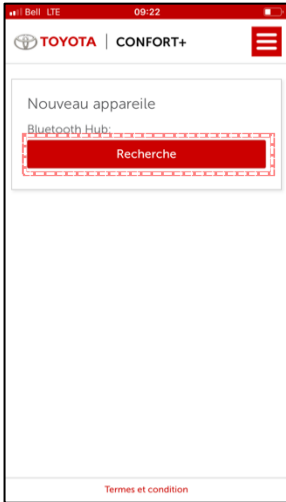 Bell LTE 09:22
TOYOTA | CONFORT+
Nouveau appareile
Bluetooth Hub:
Recherche
Termes et condition